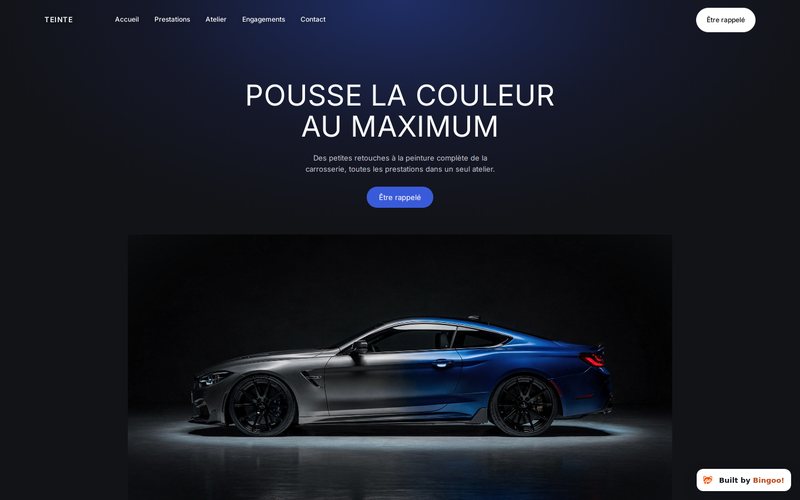 TEINTE
Accueil
Prestations
Atelier
Engagements
Contact
Être rappelé
POUSSE LA COULEUR
AU MAXIMUM
Des petites retouches à la peinture complète de la
carrosserie, toutes les prestations dans un seul atelier.
Être rappelé
Built by Bingoo!